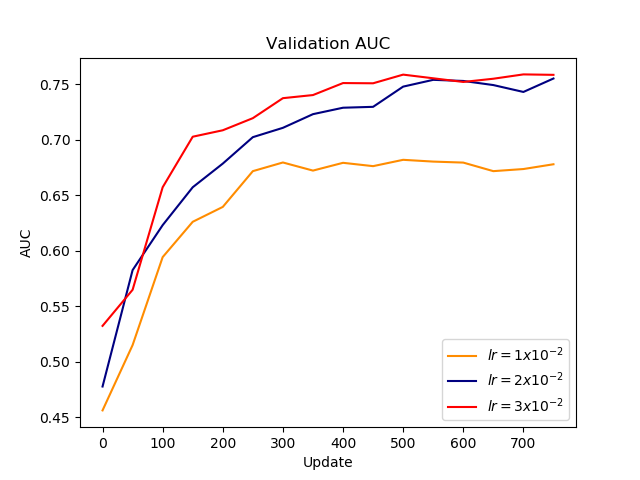 Validation AUC
AUC
0.75
0.70
0.65
0.60
0.55
0.50
0.45
0 100 200 300 400 500 600 700
Update
lr = 1x10⁻²
lr = 2x10⁻²
lr = 3x10⁻²